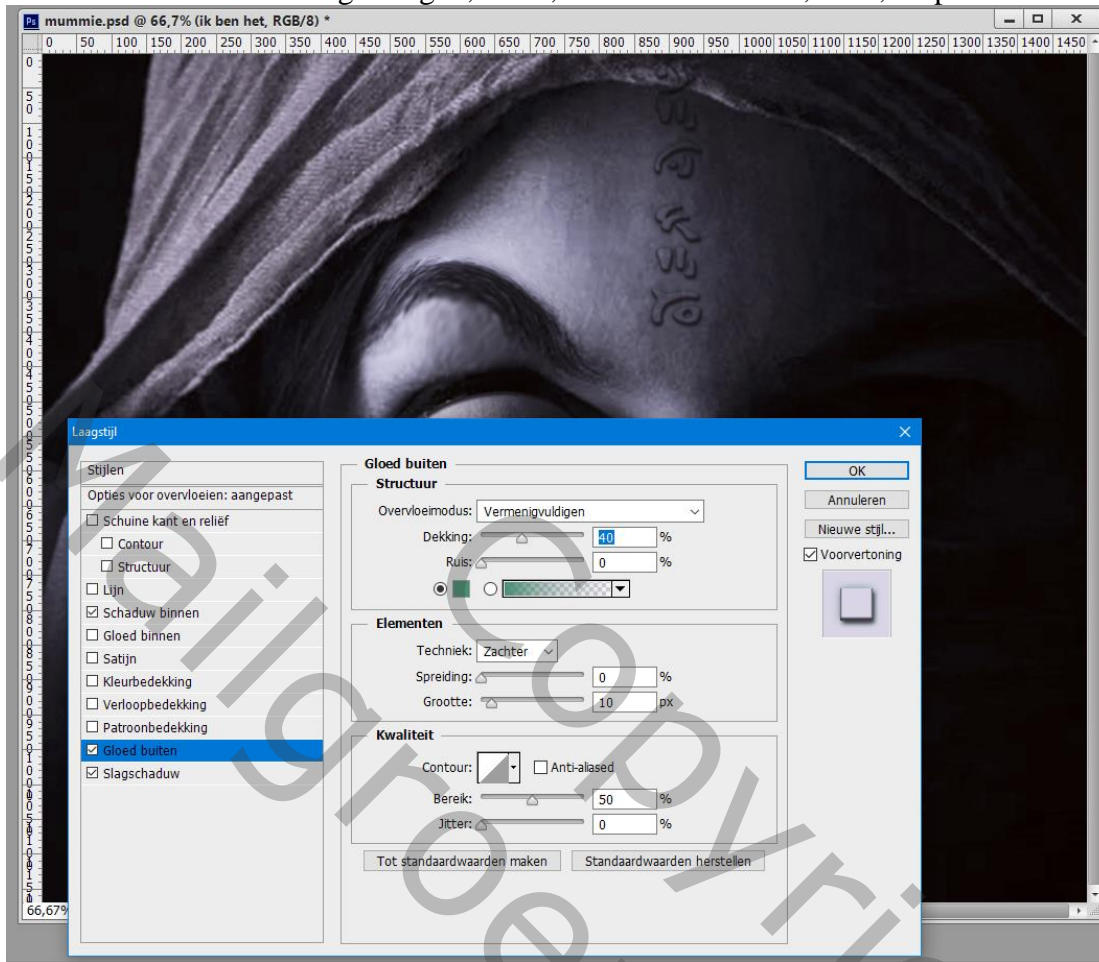 mummie.psd @ 66,7% (ik ben het, RGB/8) *
0 50 100 150 200 250 300 350 400 450 500 550 600 650 700 750 800 850 900 950 1000 1050 1100 1150 1200 1250 1300 1350 1400 1450
Laagstijl
Stijlen
Opties voor overvloeien: aangepast
Schuine kant en reliëf
Contour
Structuur
Lijn
Schaduw binnen
Gloed binnen
Satijn
Kleurbedekking
Verloopbedekking
Patroonbedekking
Gloed buiten
Slagschaduw
Gloed buiten
Structuur
Overvloeimodus: Vermenigvuldigen
Dekking: 40 %
Ruis: 0 %
Elementen
Techniek: Zachter
Spreiding: 0 %
Grootte: 10 px
Kwaliteit
Contour: Anti-aliased
Bereik: 50 %
Jitter: 0 %
Tot standaardwaarden maken Standaardwaarden herstellen
OK
Annuleren
Nieuwe stijl...
Voorvertoning
66,67%